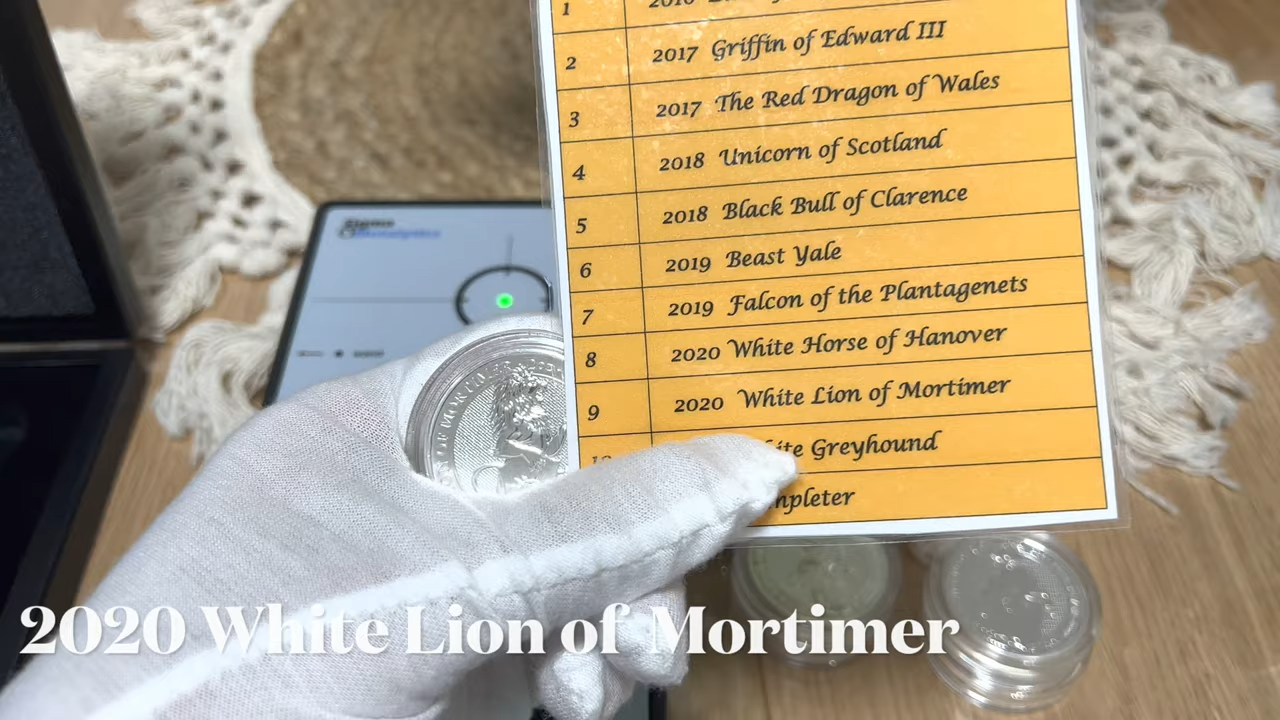 1
2 2017 Griffin of Edward III
3 2017 The Red Dragon of Wales
4 2018 Unicorn of Scotland
5 2018 Black Bull of Clarence
6 2019 Beast Yale
7 2019 Falcon of the Plantagenets
8 2020 White Horse of Hanover
9 2020 White Lion of Mortimer
Greyhound
OF MORTIMER
2020 White Lion of Mortimer